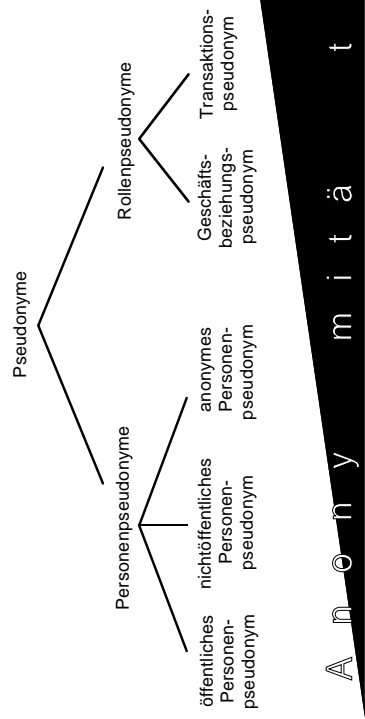 Pseudonyme
Personenpseudonyme
Rollenpseudonyme
öffentliches
Personen-
pseudonym
nichtöffentliches
Personen-
pseudonym
anonymes
Personen-
pseudonym
Geschäfts-
beziehungs-
pseudonym
Transaktions-
pseudonym
A n o n y m i t ä t